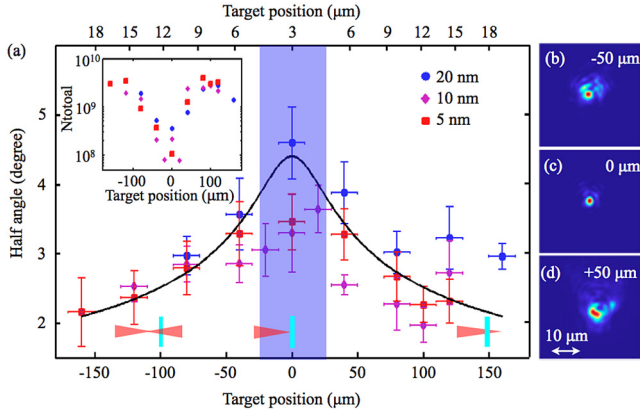 Target position (μm)
18 15 12 9 6 3 6 9 12 15 18
(a)
20 nm
10 nm
5 nm
10^10
10^9
10^8
Ntotoal
-100 0 100
Target position (μm)
Half angle (degree)
5
4
3
2
-150 -100 -50 0 50 100 150
Target position (μm)
(b) -50 μm
(c) 0 μm
(d) +50 μm
10 μm